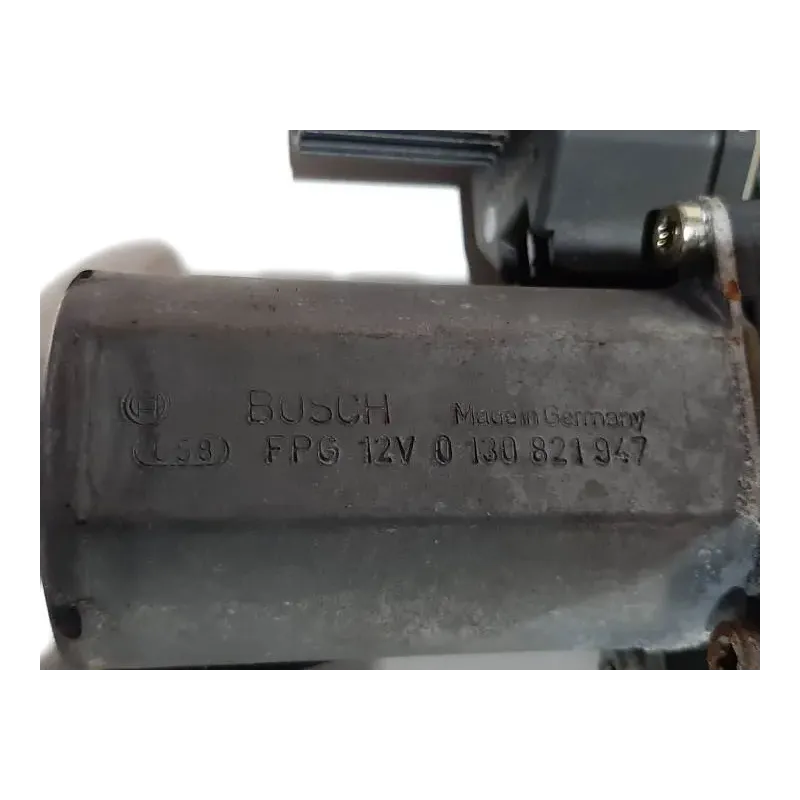 BOSCH Made in Germany
FPG 12V 0 130 821 947